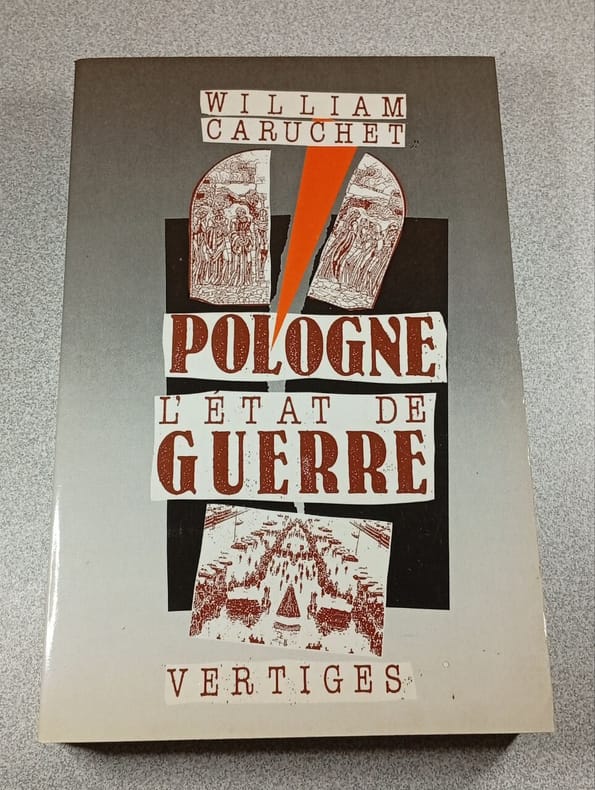 WILLIAM
CARUCHET
POLOGNE
L'ÉTAT DE
GUERRE
VERTIGES